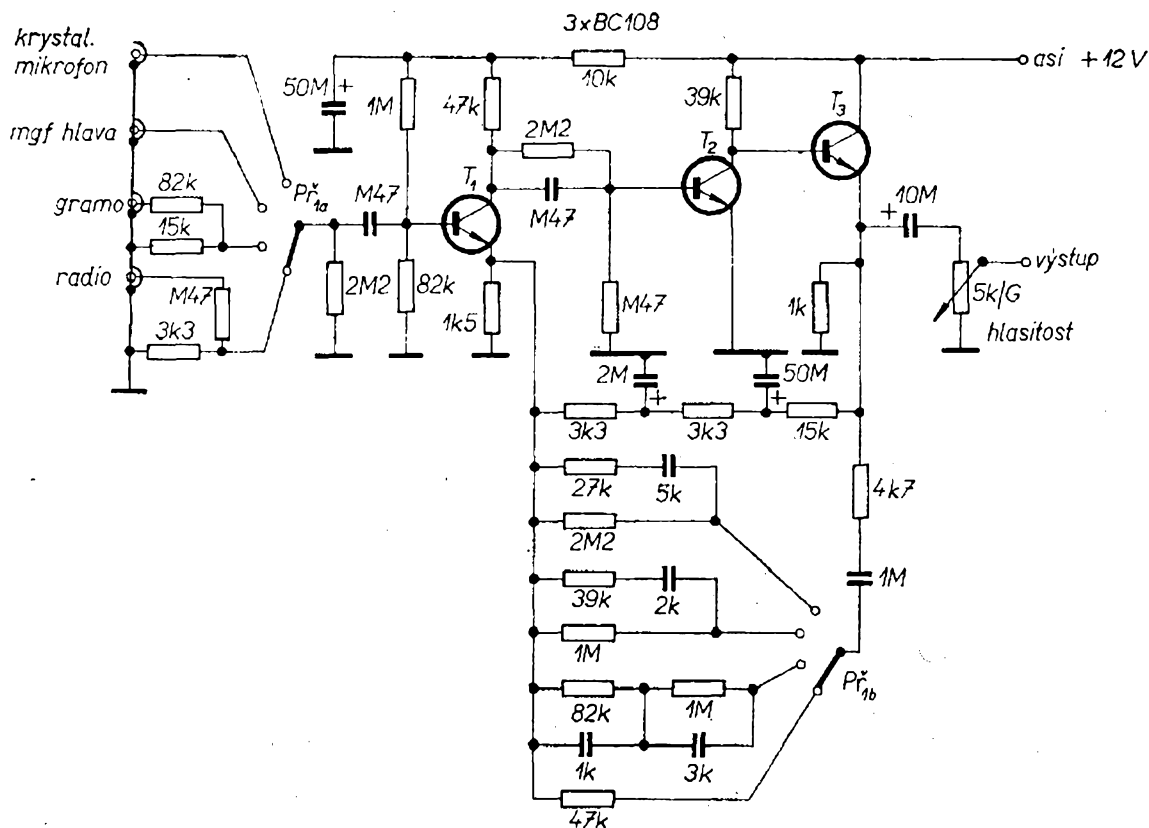 3xBC108
krystal.
mikrofon
mgf hlava
gramo
radio
82k
15k
M47
3k3
Př1a
50M +
1M
47k
10k
39k
asi +12V
2M2
M47
T1
M47
T2
T3
2M2
82k
1k5
M47
1k
+ 10M
výstup
5k/G
hlasitost
2M
+
50M
+
3k3
3k3
15k
27k
5k
2M2
39k
2k
1M
82k
1M
1k
3k
47k
4k7
1M
Př1b